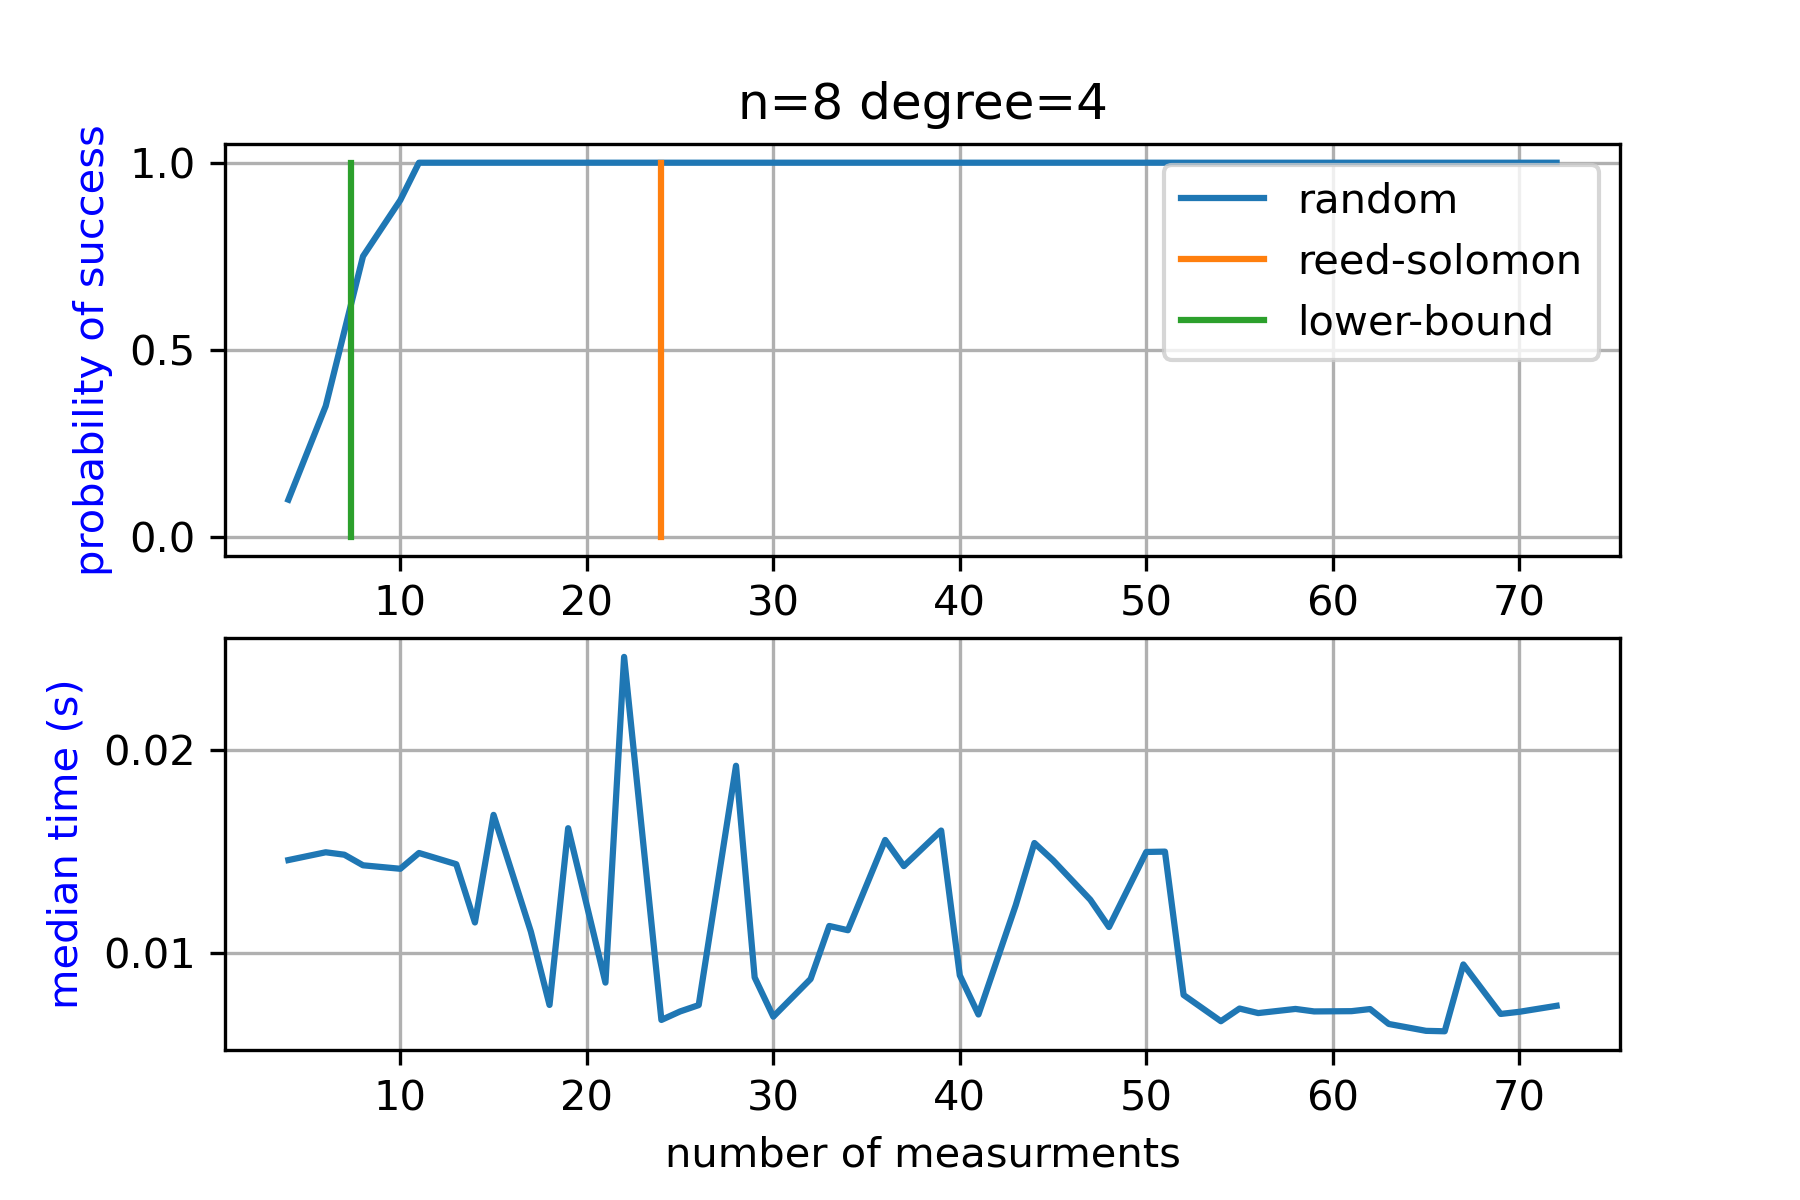 n=8 degree=4
probability of success
1.0
0.5
0.0
random
reed-solomon
lower-bound
10 20 30 40 50 60 70
median time (s)
0.02
0.01
10 20 30 40 50 60 70
number of measurments